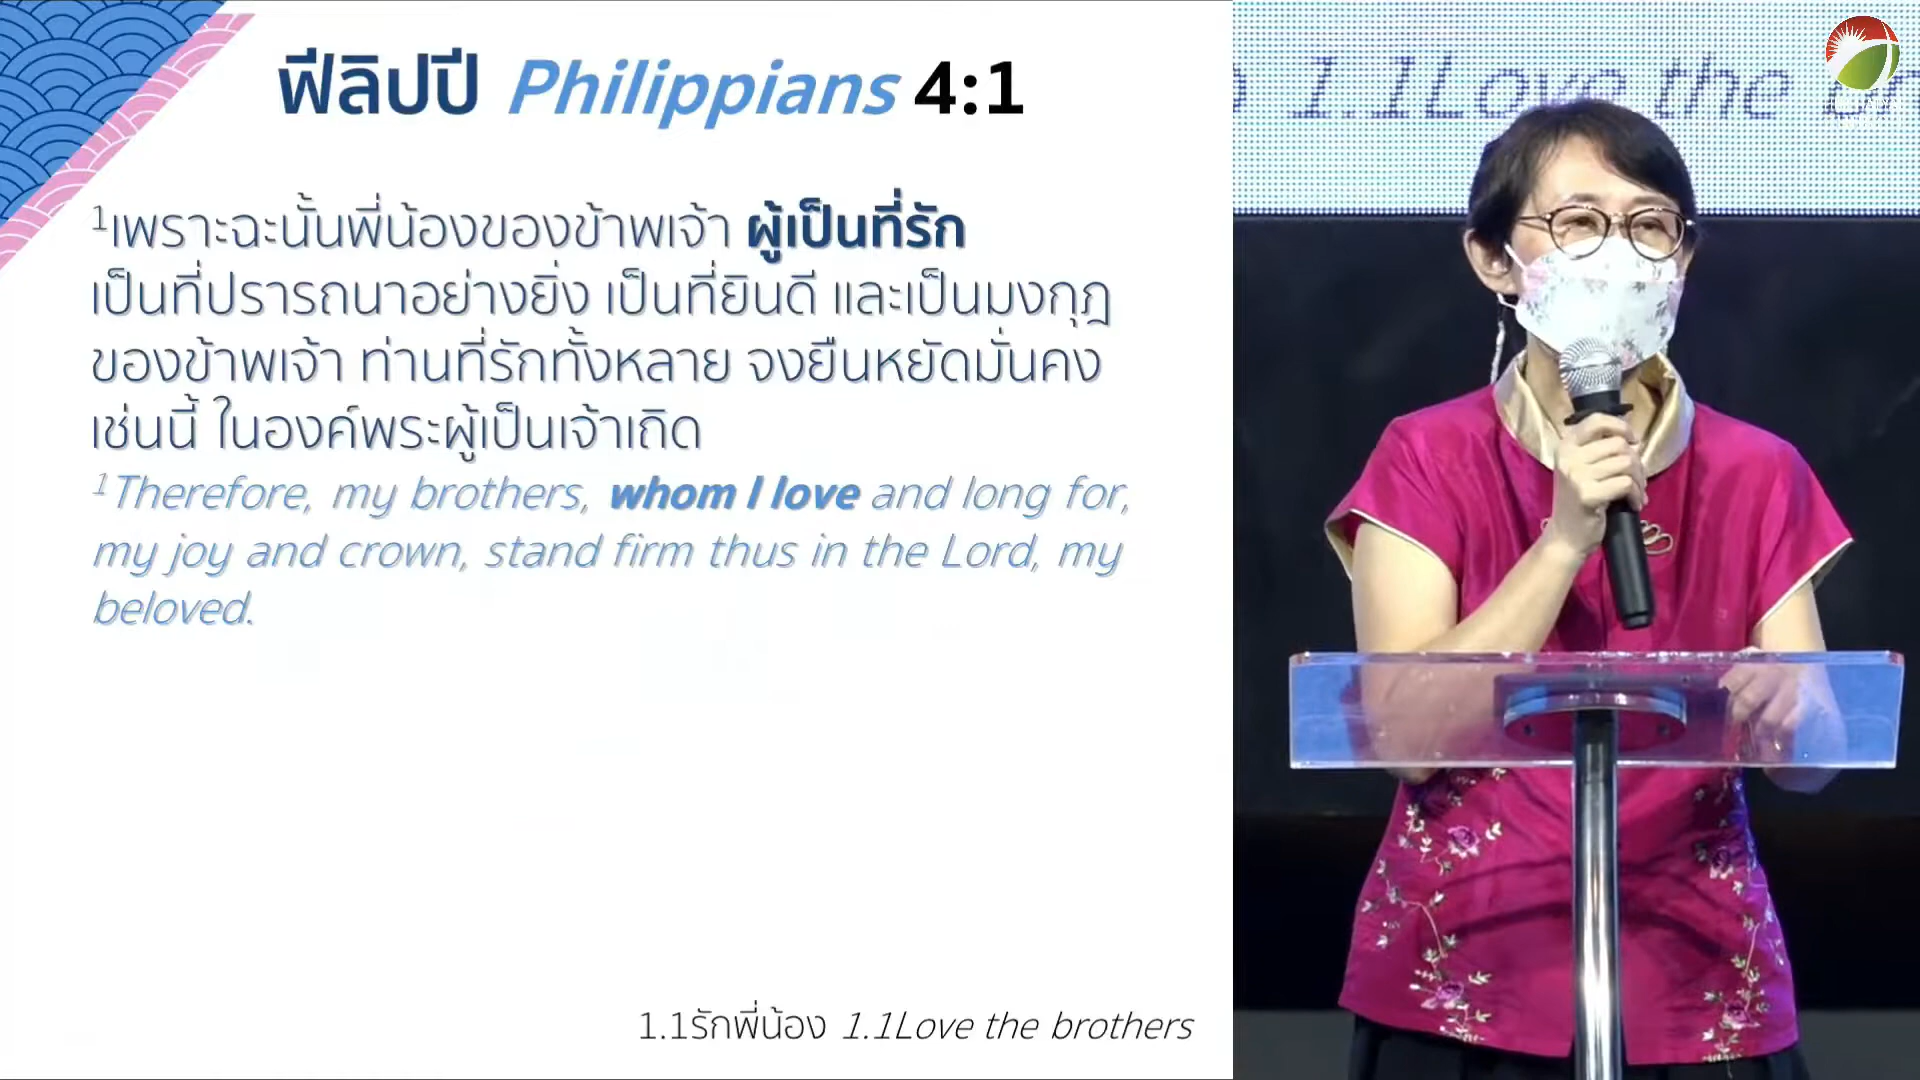 ฟีลิปปี Philippians 4:1
1เพราะฉะนั้นพี่น้องของข้าพเจ้า ผู้เป็นที่รัก
เป็นที่ปรารถนาอย่างยิ่ง เป็นที่ยินดี และเป็นมงกุฎ
ของข้าพเจ้า ท่านที่รักทั้งหลาย จงยืนหยัดมั่นคง
เช่นนี้ ในองค์พระผู้เป็นเจ้าเถิด
1Therefore, my brothers, whom I love and long for,
my joy and crown, stand firm thus in the Lord, my
beloved.
1.1รักพี่น้อง 1.1Love the brothers
1.1Love the